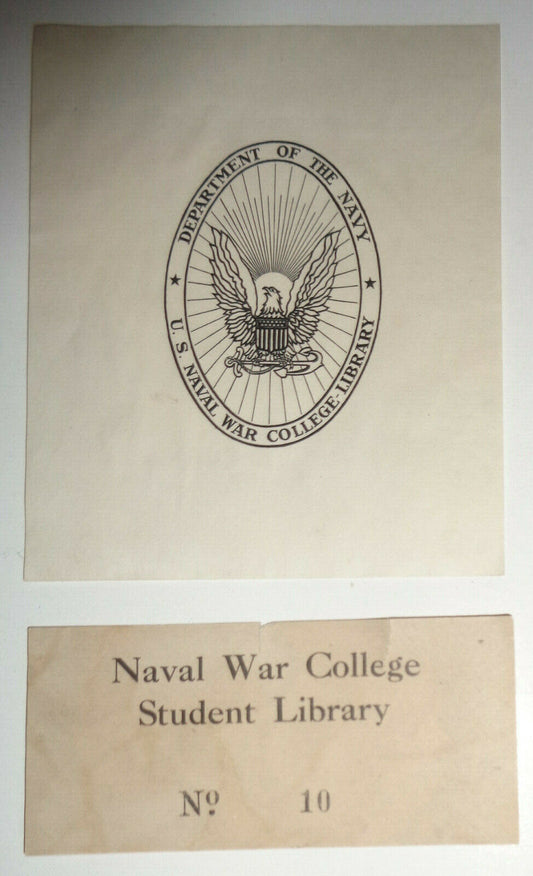 DEPARTMENT OF THE NAVY
U. S. NAVAL WAR COLLEGE-LIBRARY
Naval War College
Student Library
Nº 10